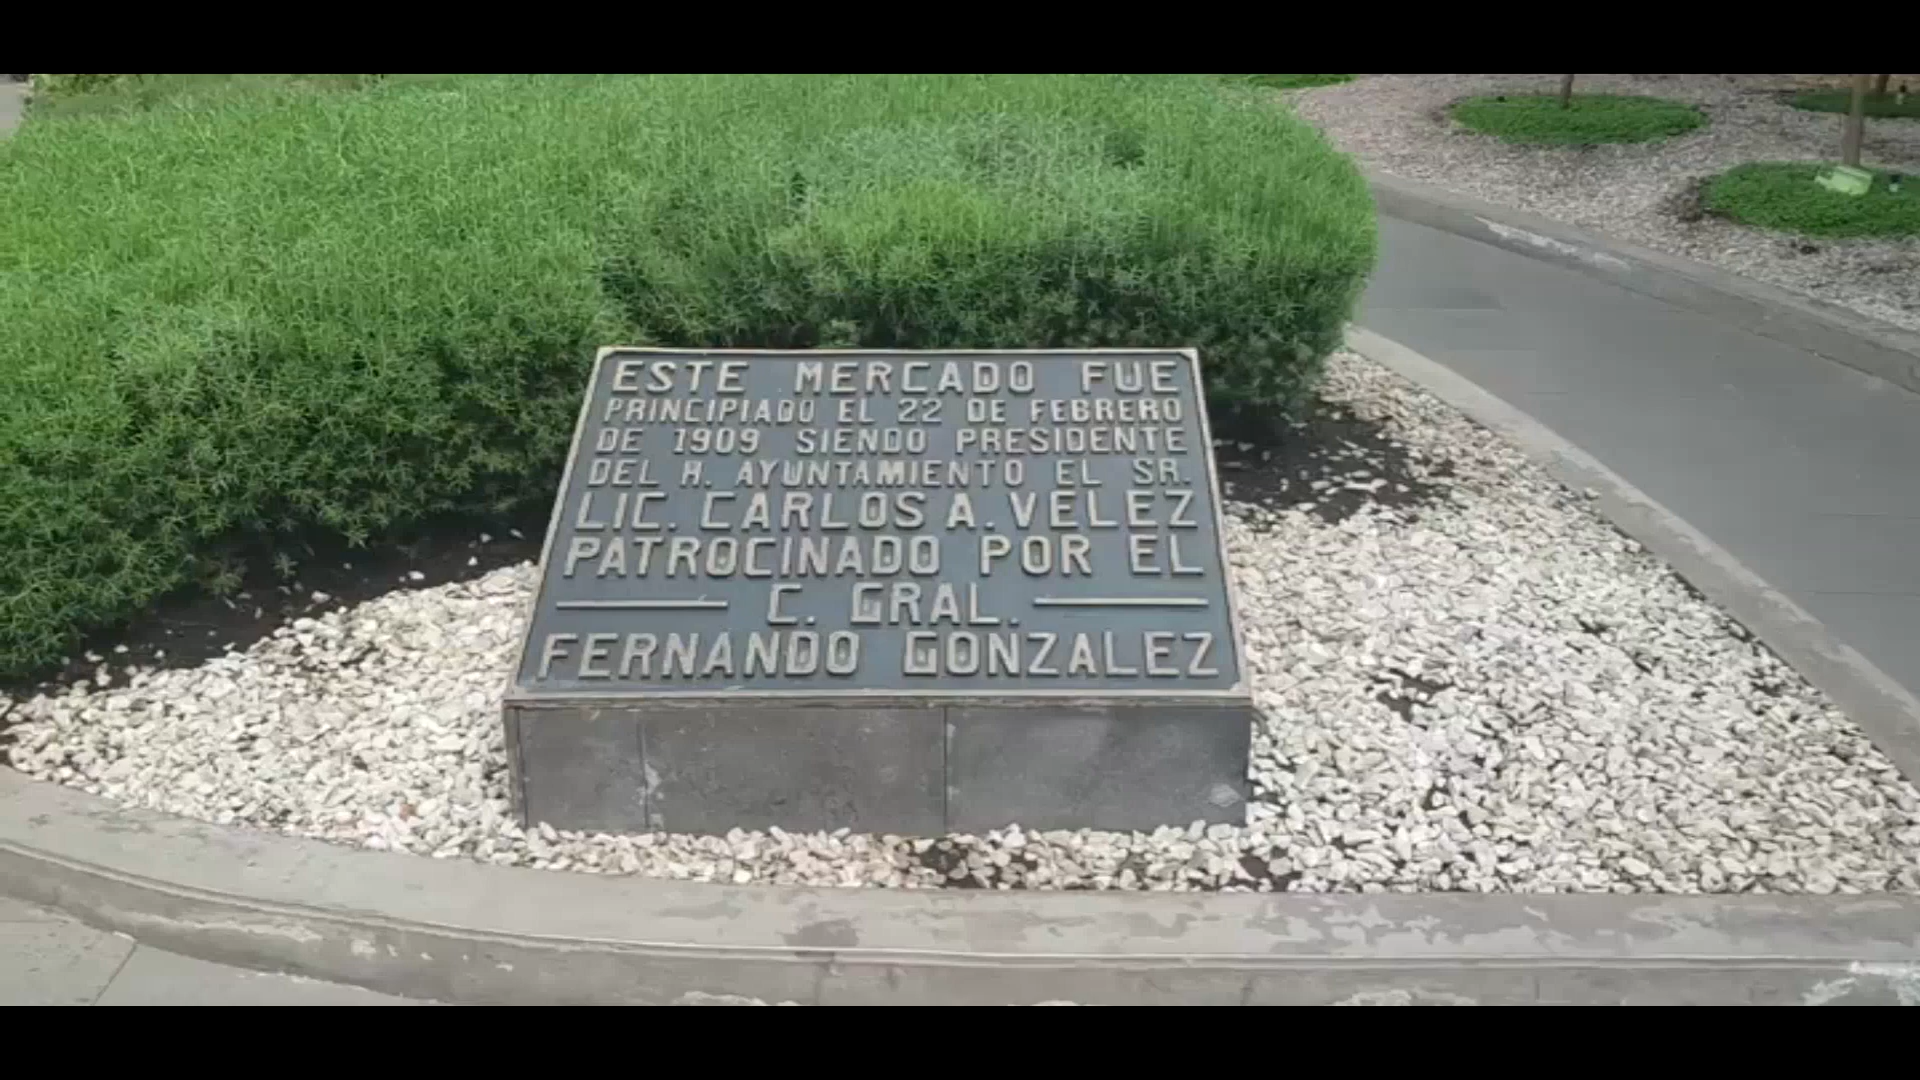 ESTE MERCADO FUE
PRINCIPIADO EL 22 DE FEBRERO
DE 1909 SIENDO PRESIDENTE
DEL H. AYUNTAMIENTO EL SR.
LIC. CARLOS A. VELEZ
PATROCINADO POR EL
C. GRAL.
FERNANDO GONZALEZ